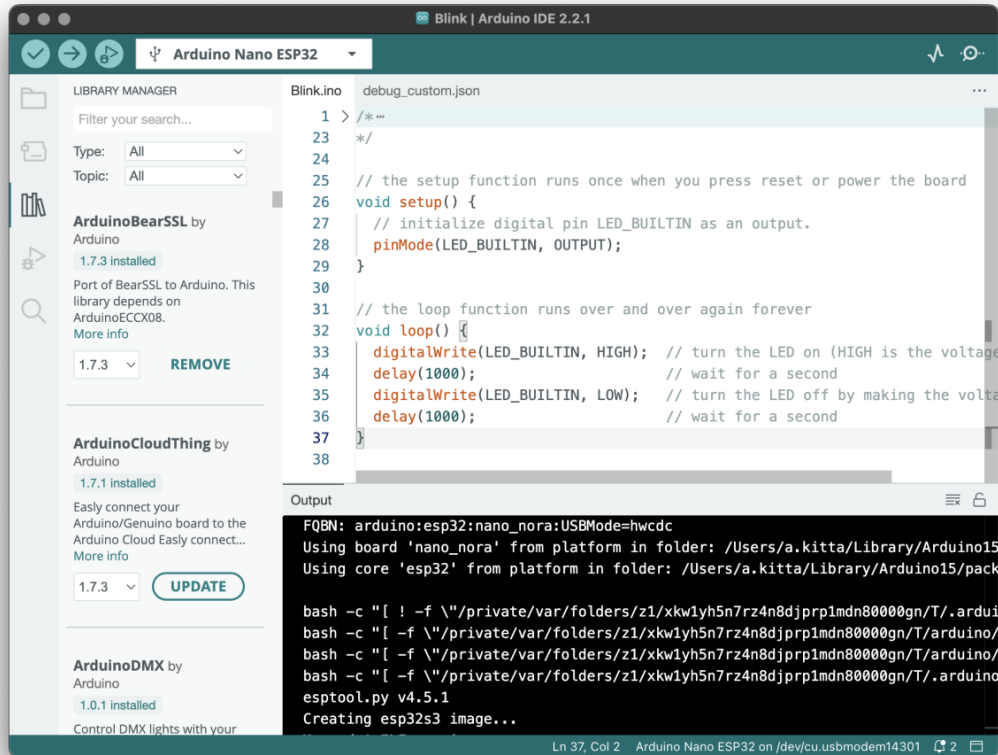 Blink | Arduino IDE 2.2.1
Arduino Nano ESP32
LIBRARY MANAGER
Filter your search...
Type: All
Topic: All
ArduinoBearSSL by
Arduino
1.7.3 installed
Port of BearSSL to Arduino. This
library depends on
ArduinoECCX08.
More info
1.7.3 REMOVE
ArduinoCloudThing by
Arduino
1.7.1 installed
Easly connect your
Arduino/Genuino board to the
Arduino Cloud Easly connect...
More info
1.7.3 UPDATE
ArduinoDMX by
Arduino
1.0.1 installed
Control DMX lights with your
Blink.ino debug_custom.json
1 /*
23 */
24
25 // the setup function runs once when you press reset or power the board
26 void setup() {
27 // initialize digital pin LED_BUILTIN as an output.
28 pinMode(LED_BUILTIN, OUTPUT);
29 }
30
31 // the loop function runs over and over again forever
32 void loop() {
33 digitalWrite(LED_BUILTIN, HIGH); // turn the LED on (HIGH is the voltage
34 delay(1000); // wait for a second
35 digitalWrite(LED_BUILTIN, LOW); // turn the LED off by making the volta
36 delay(1000); // wait for a second
37 }
38
Output
FQBN: arduino:esp32:nano_nora:USBMode=hwcdc
Using board 'nano_nora' from platform in folder: /Users/a.kitta/Library/Arduino15
Using core 'esp32' from platform in folder: /Users/a.kitta/Library/Arduino15/pack
bash -c "[ ! -f \"/private/var/folders/z1/xkw1yh5n7rz4n8djprp1mdn80000gn/T/.ardui
bash -c "[ -f \"/private/var/folders/z1/xkw1yh5n7rz4n8djprp1mdn80000gn/T/arduino/
bash -c "[ -f \"/private/var/folders/z1/xkw1yh5n7rz4n8djprp1mdn80000gn/T/arduino/
bash -c "[ -f \"/private/var/folders/z1/xkw1yh5n7rz4n8djprp1mdn80000gn/T/.arduino
esptool.py v4.5.1
Creating esp32s3 image...
Ln 37, Col 2 Arduino Nano ESP32 on /dev/cu.usbmodem14301 2